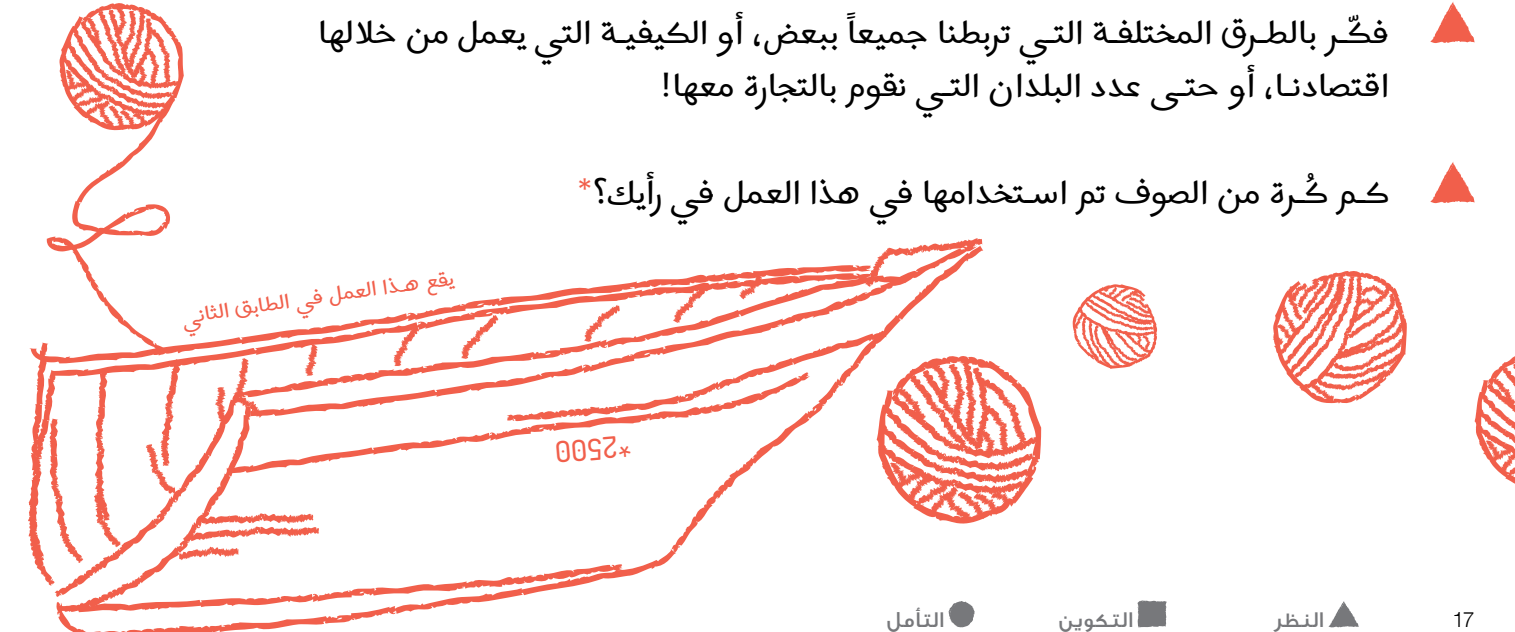 فكّر بالطرق المختلفة التي تربطنا جميعاً ببعض، أو الكيفية التي يعمل من خلالها
اقتصادنا، أو حتى عدد البلدان التي نقوم بالتجارة معها!
كم كُرة من الصوف تم استخدامها في هذا العمل في رأيك؟*
يقع هذا العمل في الطابق الثاني
*2500
17 النظر التكوين التأمل